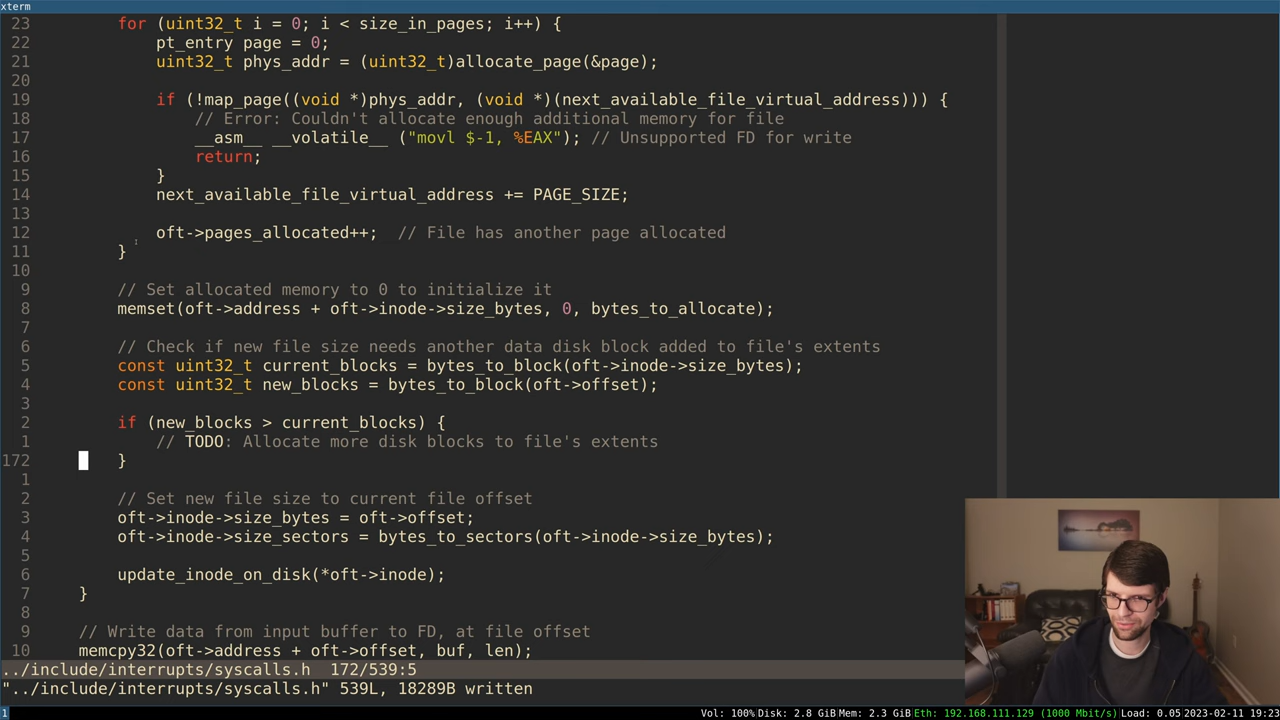 xterm
23         for (uint32_t i = 0; i < size_in_pages; i++) {
22             pt_entry page = 0;
21             uint32_t phys_addr = (uint32_t)allocate_page(&page);
20
19             if (!map_page((void *)phys_addr, (void *)(next_available_file_virtual_address))) {
18                 // Error: Couldn't allocate enough additional memory for file
17                 __asm__ __volatile__ ("movl $-1, %EAX"); // Unsupported FD for write
16                 return;
15             }
14             next_available_file_virtual_address += PAGE_SIZE;
13
12             oft->pages_allocated++;  // File has another page allocated
11         }
10
9         // Set allocated memory to 0 to initialize it
8         memset(oft->address + oft->inode->size_bytes, 0, bytes_to_allocate);
7
6         // Check if new file size needs another data disk block added to file's extents
5         const uint32_t current_blocks = bytes_to_block(oft->inode->size_bytes);
4         const uint32_t new_blocks = bytes_to_block(oft->offset);
3
2         if (new_blocks > current_blocks) {
1             // TODO: Allocate more disk blocks to file's extents
172         }
1
2         // Set new file size to current file offset
3         oft->inode->size_bytes = oft->offset;
4         oft->inode->size_sectors = bytes_to_sectors(oft->inode->size_bytes);
5
6         update_inode_on_disk(*oft->inode);
7     }
8
9     // Write data from input buffer to FD, at file offset
10     memcpy32(oft->address + oft->offset, buf, len);
../include/interrupts/syscalls.h  172/539:5
"../include/interrupts/syscalls.h" 539L, 18289B written
1 Vol: 100% Disk: 2.8 GiB Mem: 2.3 GiB Eth: 192.168.111.129 (1000 Mbit/s) Load: 0.05 2023-02-11 19:23